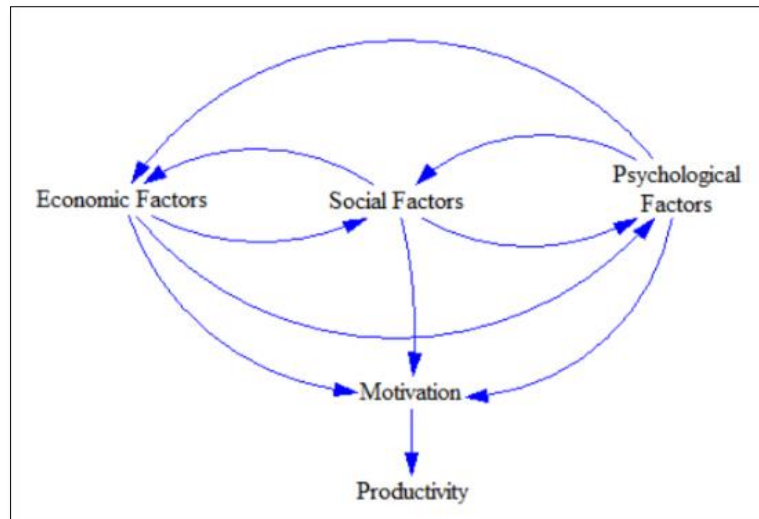 Economic Factors
Social Factors
Psychological
Factors
Motivation
Productivity